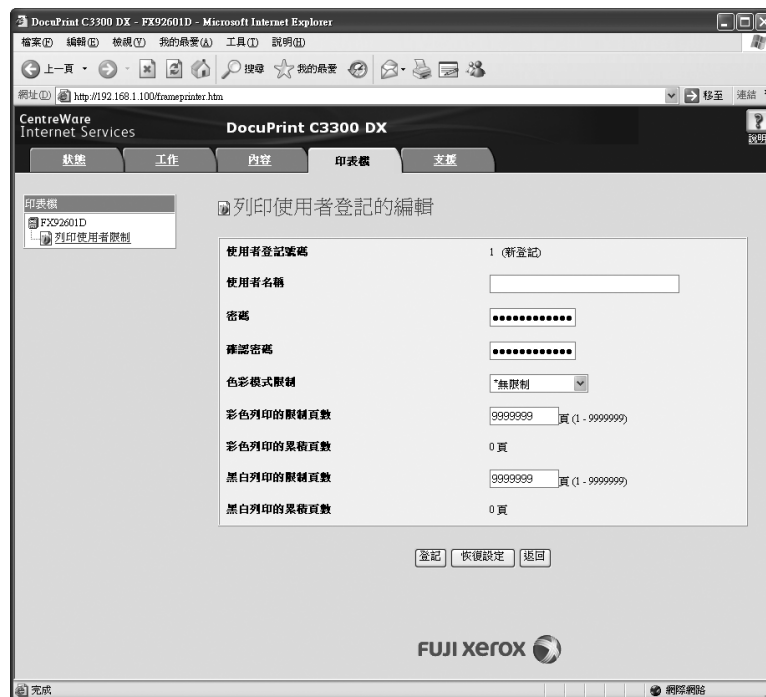 DocuPrint C3300 DX - FX92601D - Microsoft Internet Explorer
檔案(F) 編輯(E) 檢視(V) 我的最愛(A) 工具(T) 說明(H)
上一頁 搜尋 我的最愛
網址(D) http://192.168.1.100/frameprinter.htm 移至 連結
CentreWare
Internet Services
DocuPrint C3300 DX
說明
狀態 工作 內容 印表機 支援
印表機
FX92601D
列印使用者限制
列印使用者登記的編輯
使用者登記號碼 1 (新登記)
使用者名稱
密碼 ●●●●●●●●●●●●
確認密碼 ●●●●●●●●●●●●
色彩模式限制 *無限制
彩色列印的限制頁數 9999999 頁 (1 - 9999999)
彩色列印的累積頁數 0 頁
黑白列印的限制頁數 9999999 頁 (1 - 9999999)
黑白列印的累積頁數 0 頁
登記 恢復設定 返回
FUJI XEROX
完成 網際網路